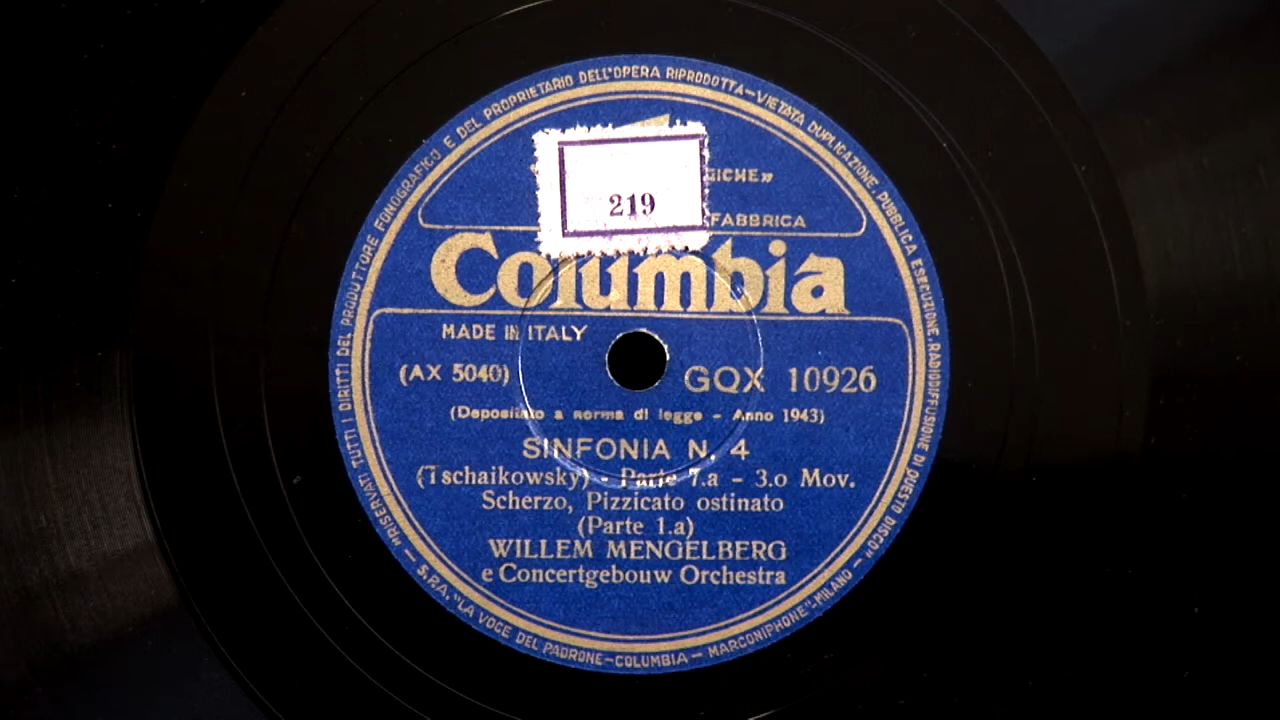 «RISERVATI TUTTI I DIRITTI DEL PRODUTTORE FONOGRAFICO E DEL PROPRIETARIO DELL'OPERA RIPRODOTTA — VIETATA DUPLICAZIONE, PUBBLICA ESECUZIONE, RADIODIFFUSIONE DI QUESTO DISCO»
GICHE»
219
FABBRICA
Columbia
MADE IN ITALY
(AX 5040)
GQX 10926
(Depositato a norma di legge - Anno 1943)
SINFONIA N. 4
(Tschaikowsky) - Parte 7.a - 3.o Mov.
Scherzo, Pizzicato ostinato
(Parte 1.a)
WILLEM MENGELBERG
e Concertgebouw Orchestra
— S.P.A. "LA VOCE DEL PADRONE - COLUMBIA — MARCONIPHONE" - MILANO —